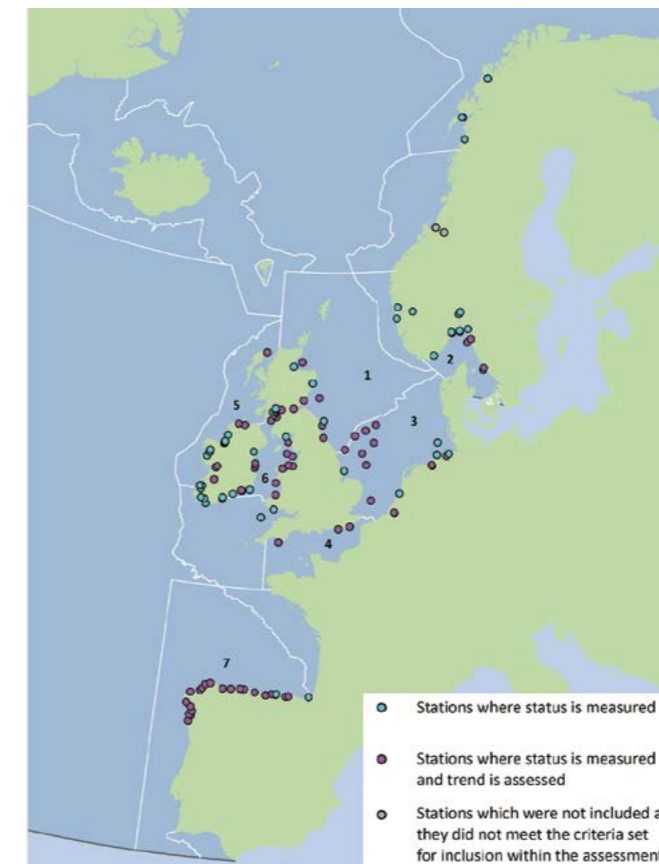 1
2
3
4
5
6
7
Stations where status is measured
Stations where status is measured
and trend is assessed
Stations which were not included a
they did not meet the criteria set
for inclusion within the assessment